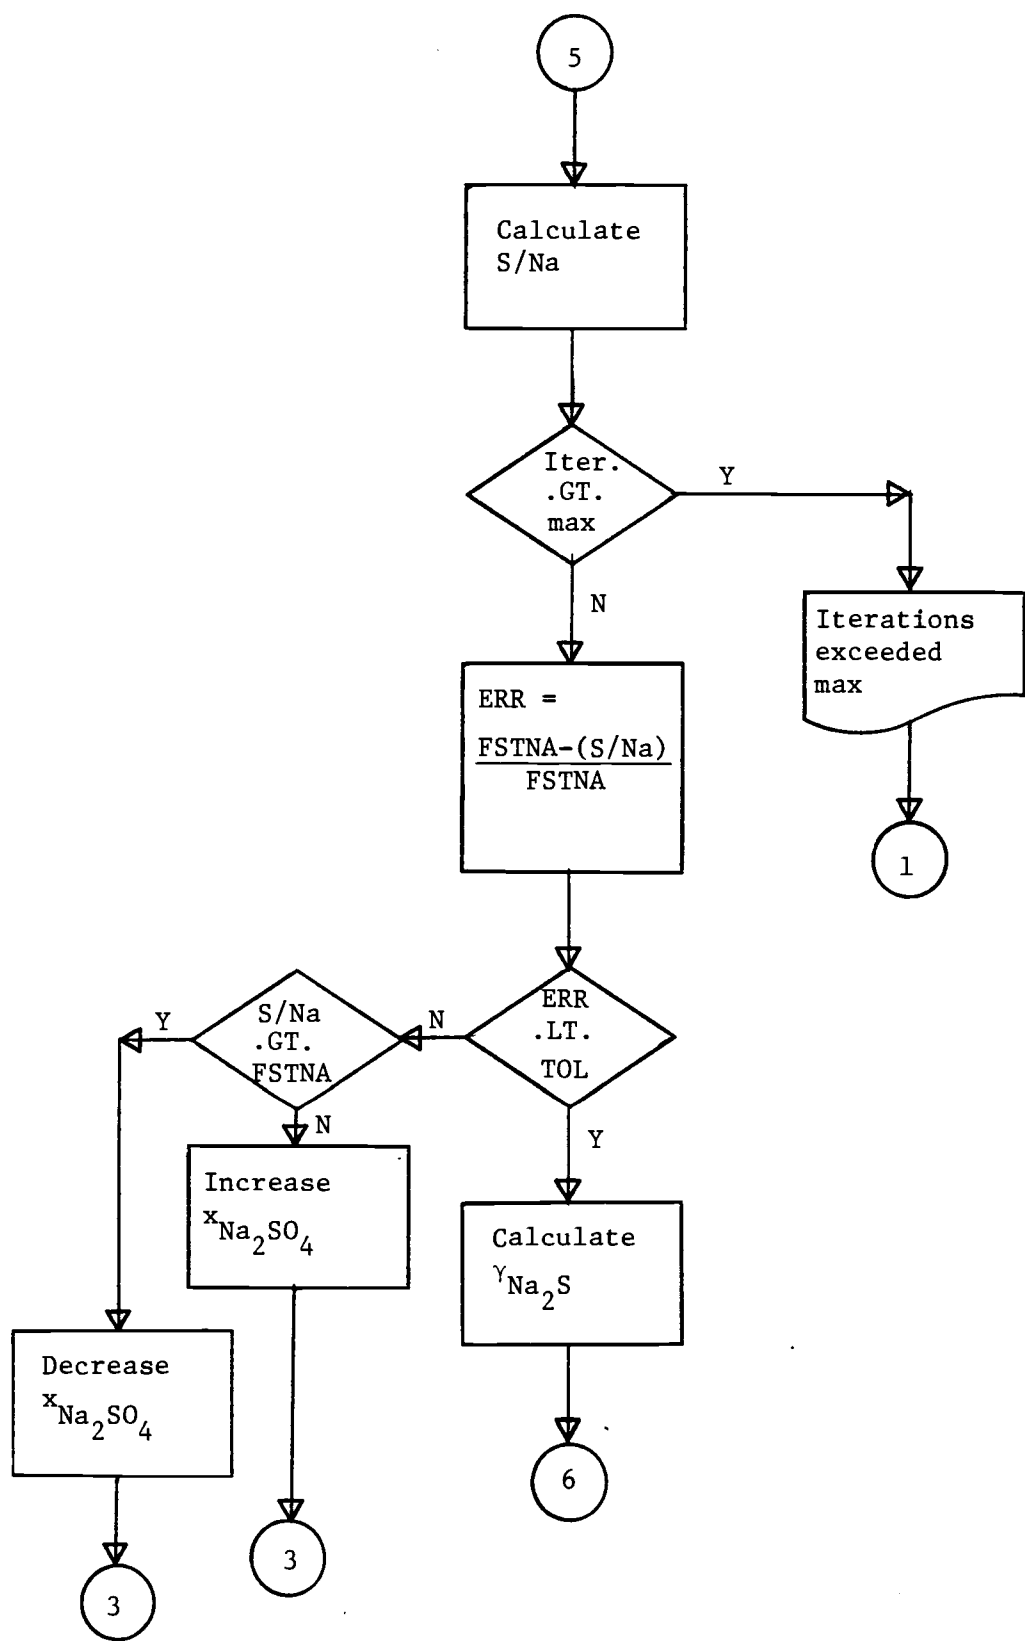 5
Calculate
S/Na
Iter.
.GT.
max
Y
N
Iterations
exceeded
max
ERR =
FSTNA-(S/Na)
FSTNA
1
S/Na
.GT.
FSTNA
Y
N
ERR
.LT.
TOL
N
Y
Increase
xNa₂SO₄
Calculate
γNa₂S
Decrease
xNa₂SO₄
6
3
3